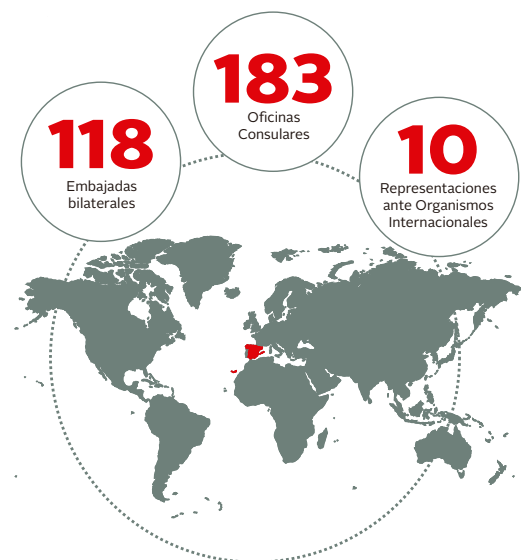 118
Embajadas
bilaterales
183
Oficinas
Consulares
10
Representaciones
ante Organismos
Internacionales